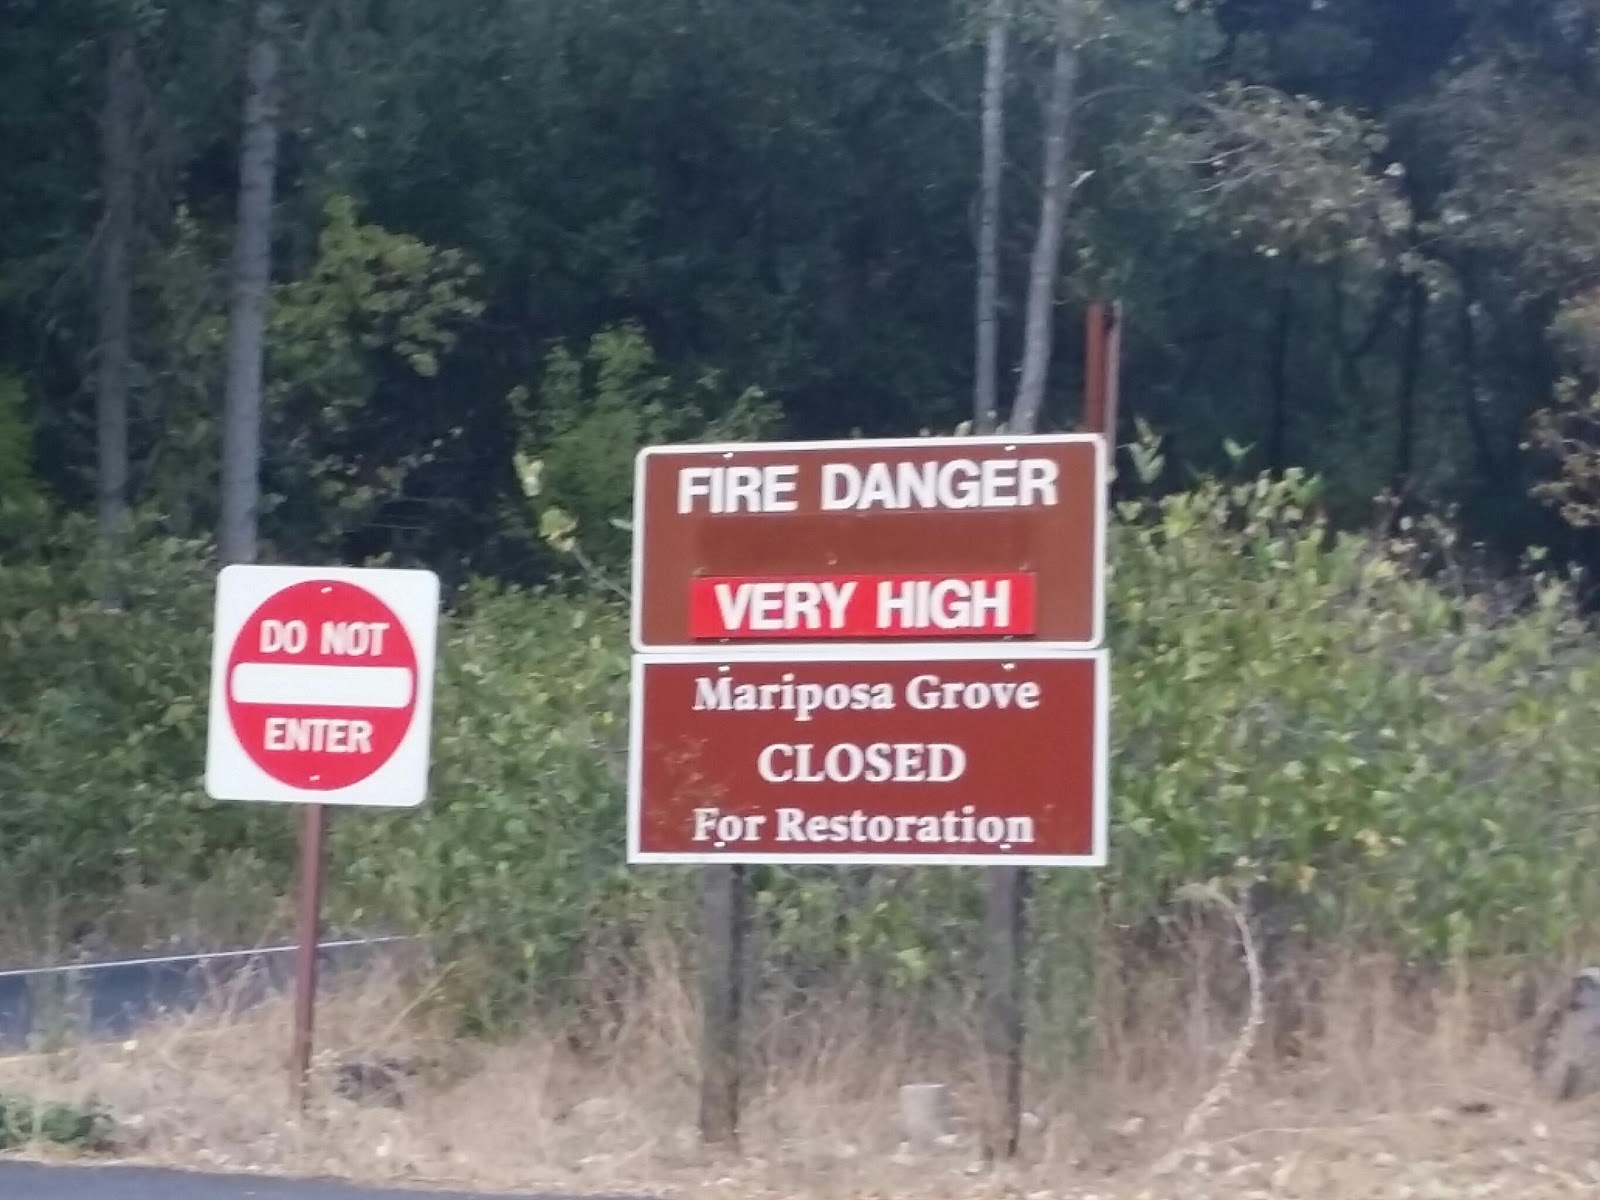 DO NOT
ENTER
FIRE DANGER
VERY HIGH
Mariposa Grove
CLOSED
For Restoration